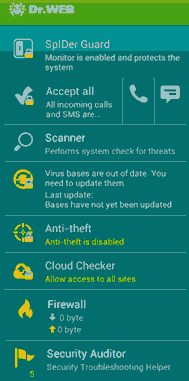 Dr.WEB
SpIDer Guard
Monitor is enabled and protects the
system
Accept all
All incoming calls
and SMS are...
Scanner
Performs system check for threats
Virus bases are out of date. You
need to update them.
Last update:
Bases have not yet been updated
Anti-theft
Anti-theft is disabled
Cloud Checker
Allow access to all sites
Firewall
0 byte
0 byte
Security Auditor
Security Troubleshooting Helper
5